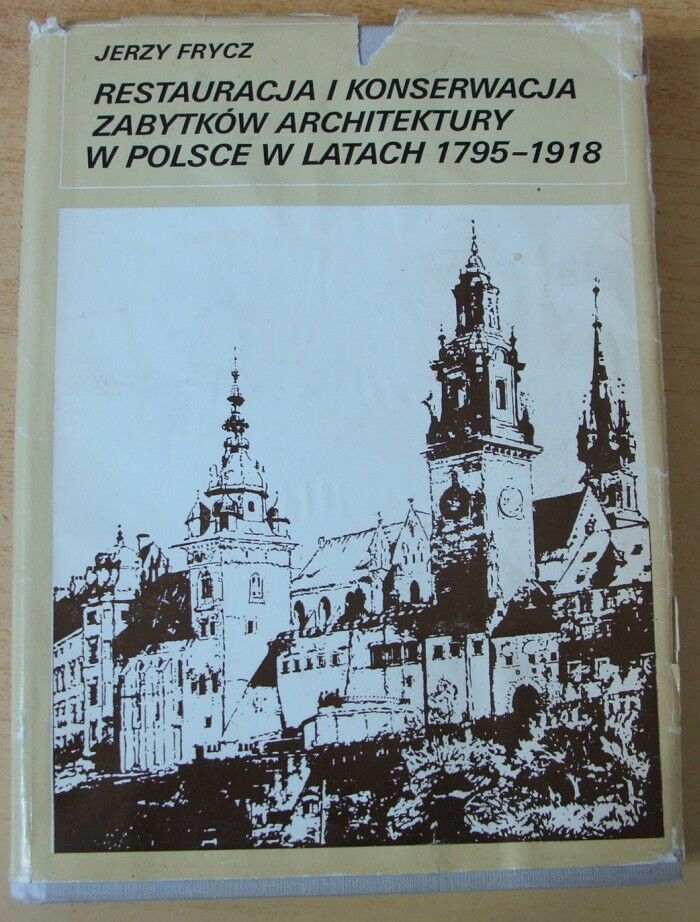 JERZY FRYCZ
RESTAURACJA I KONSERWACJA
ZABYTKÓW ARCHITEKTURY
W POLSCE W LATACH 1795-1918